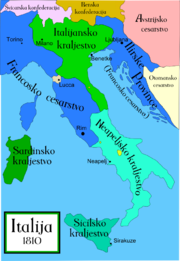 Švicarska konfederacija
Renska konfederacija
Avstrijsko cesarstvo
Torino
Milano
Italijansko kraljestvo
Ljubljana
Benetke
Ilirske Province
(Francosko cesarstvo)
Osmansko cesarstvo
Francosko cesarstvo
Lucca
Rim
Neapeljsko kraljestvo
Neapelj
Sardinsko kraljestvo
Sicilsko kraljestvo
Sirakuze
Italija
1810